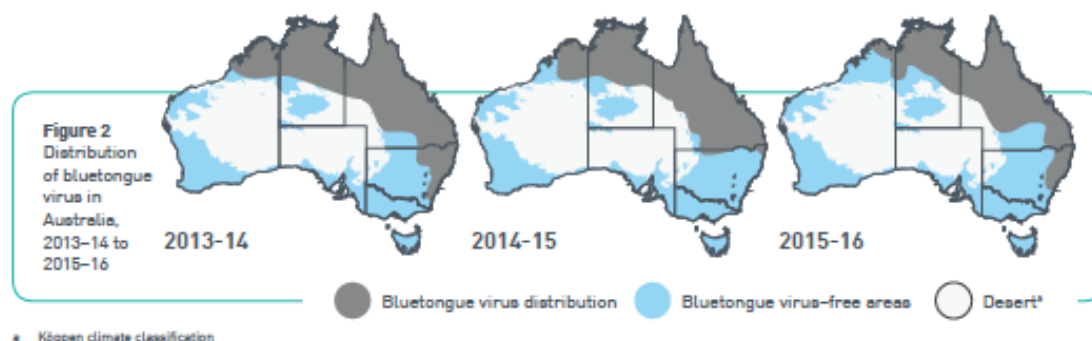 Figure 2
Distribution
of bluetongue
virus in
Australia,
2013–14 to
2015–16
2013-14
2014-15
2015-16
Bluetongue virus distribution
Bluetongue virus–free areas
Desertª
a Köppen climate classification